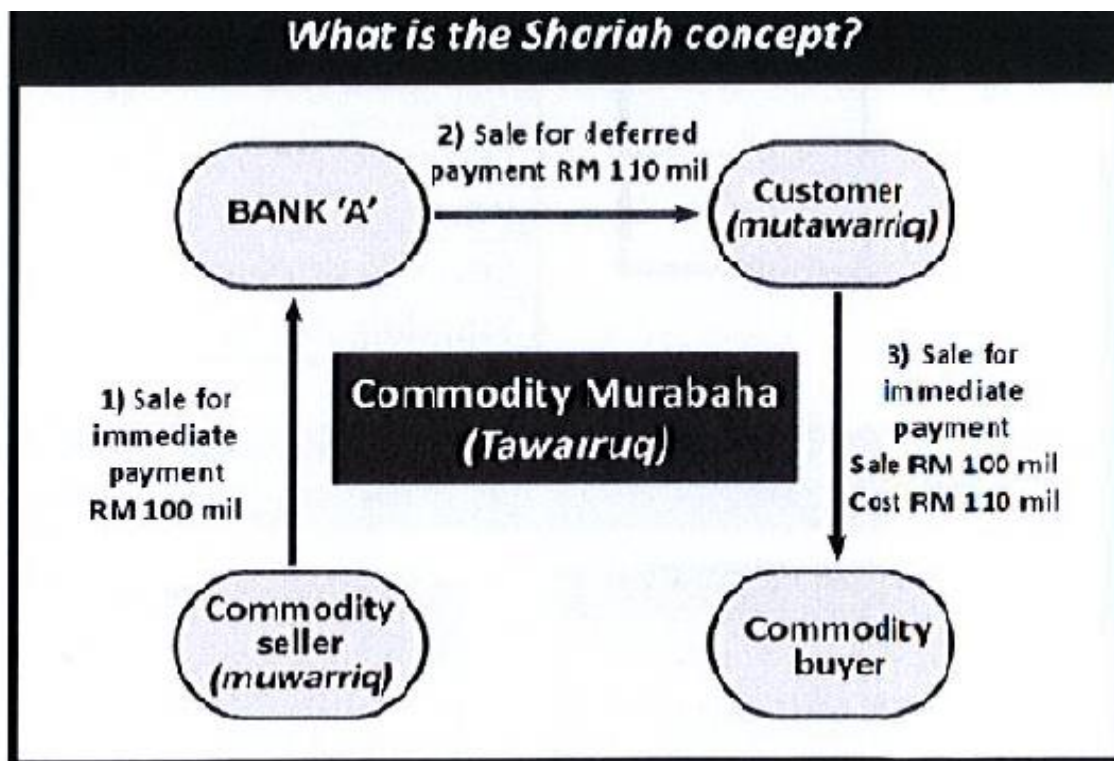 What is the Shariah concept?
2) Sale for deferred
payment RM 110 mil
BANK 'A'
Customer
(mutawarriq)
1) Sale for
immediate
payment
RM 100 mil
Commodity Murabaha
(Tawarruq)
3) Sale for
immediate
payment
Sale RM 100 mil
Cost RM 110 mil
Commodity
seller
(muwarriq)
Commodity
buyer